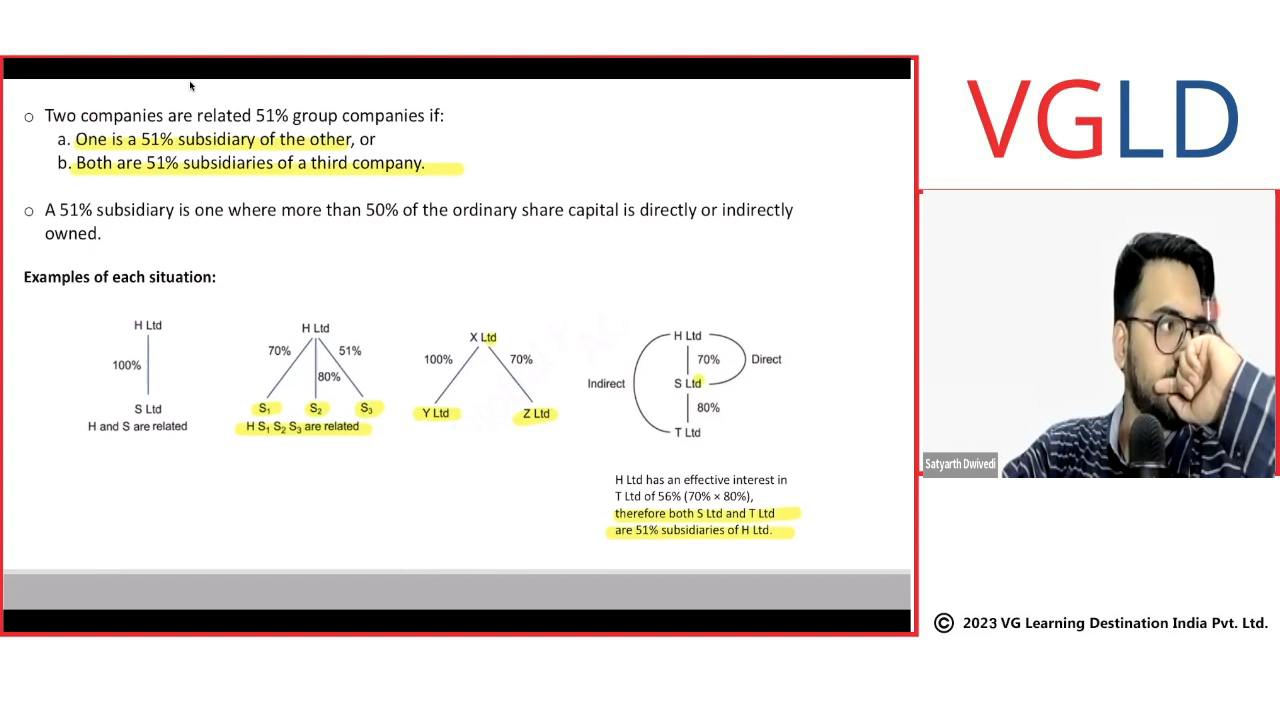 Two companies are related 51% group companies if:
a. One is a 51% subsidiary of the other, or
b. Both are 51% subsidiaries of a third company.
A 51% subsidiary is one where more than 50% of the ordinary share capital is directly or indirectly
owned.
Examples of each situation:
H Ltd
100%
S Ltd
H and S are related
H Ltd
70% 51%
80%
S₁ S₂ S₃
H S₁ S₂ S₃ are related
X Ltd
100% 70%
Y Ltd Z Ltd
H Ltd
70% Direct
Indirect S Ltd
80%
T Ltd
H Ltd has an effective interest in
T Ltd of 56% (70% × 80%),
therefore both S Ltd and T Ltd
are 51% subsidiaries of H Ltd.
VGLD
Satyarth Dwivedi
© 2023 VG Learning Destination India Pvt. Ltd.